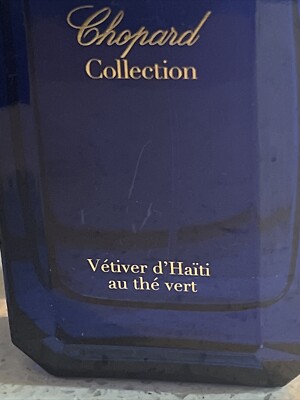 Chopard
Collection
Vétiver d'Haïti
au thé vert